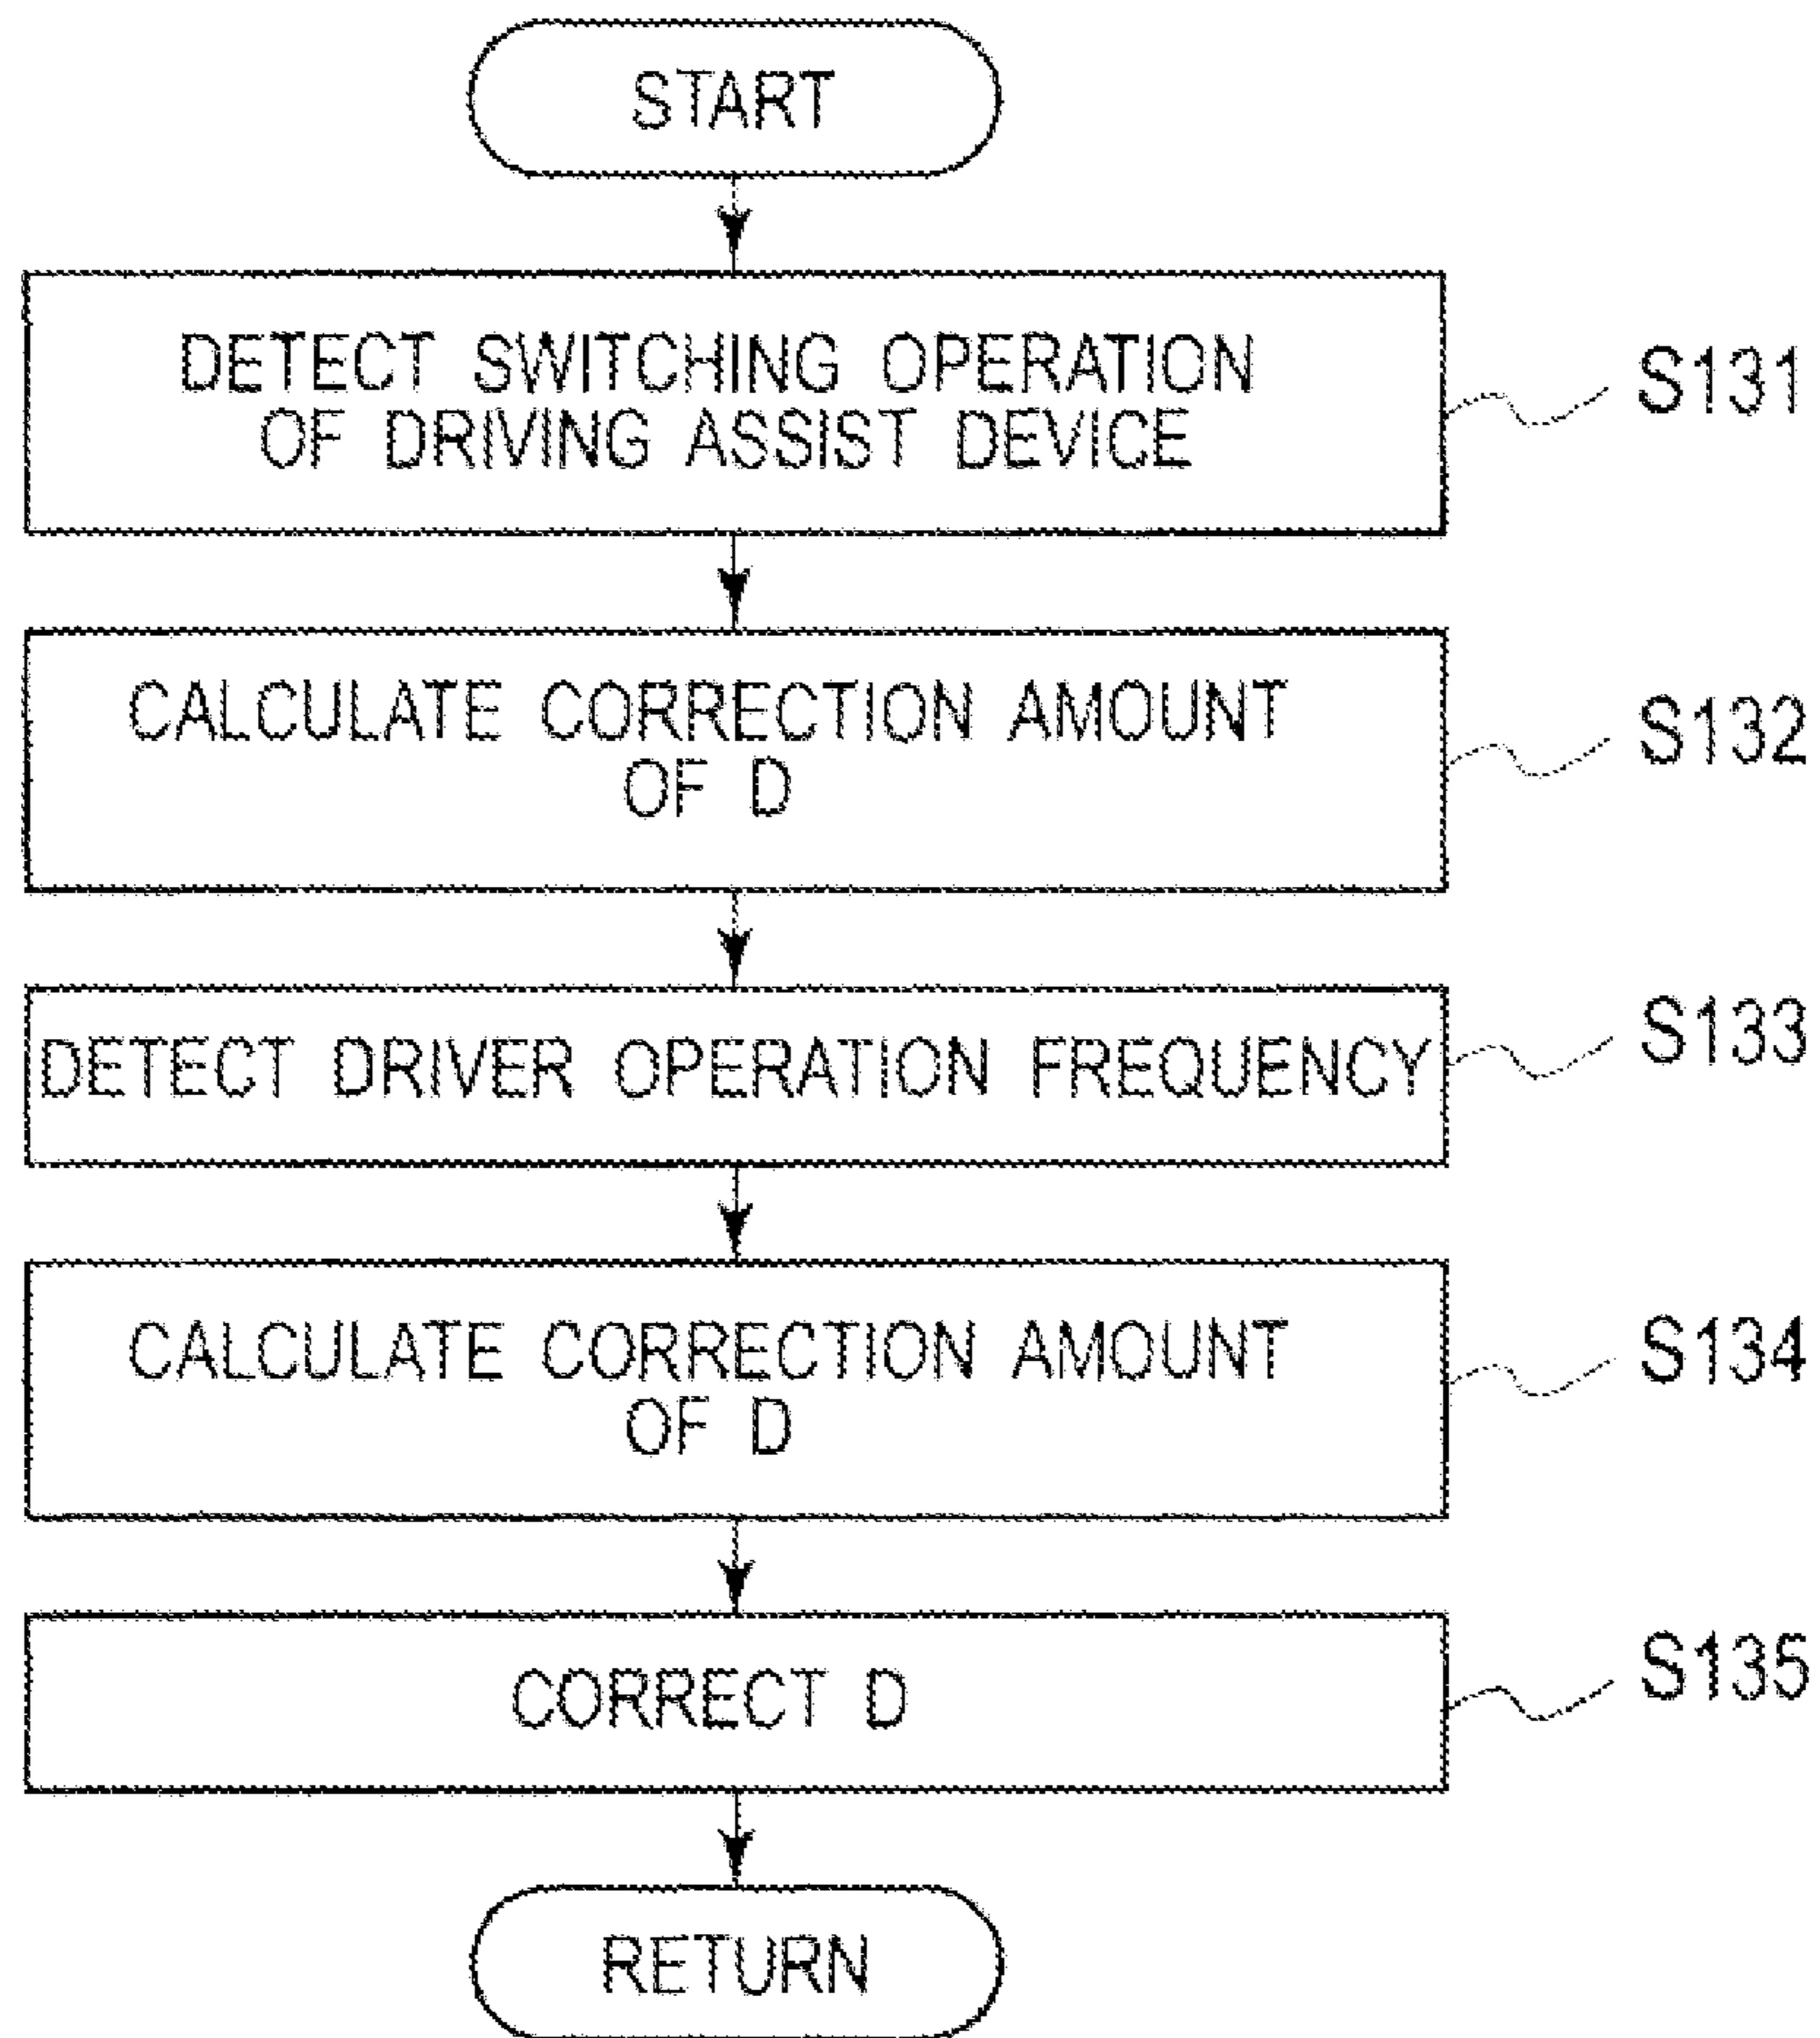 START
DETECT SWITCHING OPERATION
OF DRIVING ASSIST DEVICE
S131
CALCULATE CORRECTION AMOUNT
OF D
S132
DETECT DRIVER OPERATION FREQUENCY
S133
CALCULATE CORRECTION AMOUNT
OF D
S134
CORRECT D
S135
RETURN